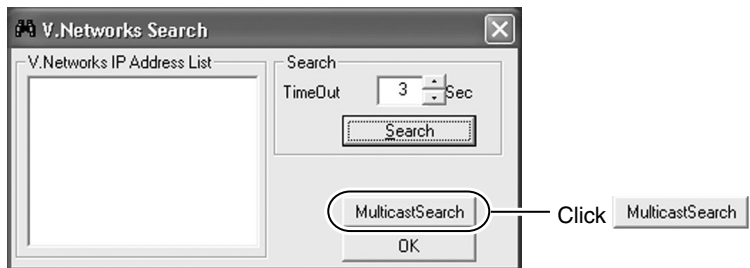 V.Networks Search
V.Networks IP Address List
Search
TimeOut 3 Sec
Search
MulticastSearch
Click MulticastSearch
OK